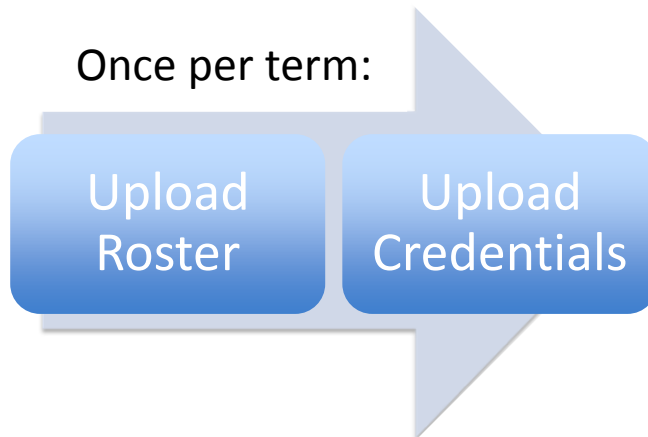 Once per term:
Upload
Roster
Upload
Credentials